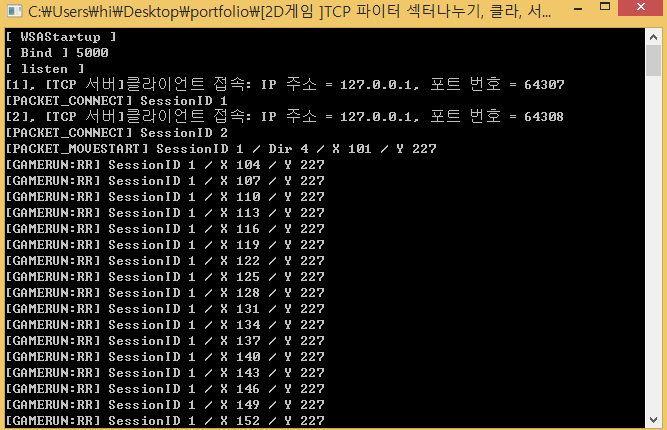 C:₩Users₩hi₩Desktop₩portfolio₩[2D게임 ]TCP 파이터 섹터나누기, 클라, 서...
[ WSAStartup ]
[ Bind ] 5000
[ listen ]
[1], [TCP 서버]클라이언트 접속: IP 주소 = 127.0.0.1, 포트 번호 = 64307
[PACKET_CONNECT] SessionID 1
[2], [TCP 서버]클라이언트 접속: IP 주소 = 127.0.0.1, 포트 번호 = 64308
[PACKET_CONNECT] SessionID 2
[PACKET_MOVESTART] SessionID 1 / Dir 4 / X 101 / Y 227
[GAMERUN:RR] SessionID 1 / X 104 / Y 227
[GAMERUN:RR] SessionID 1 / X 107 / Y 227
[GAMERUN:RR] SessionID 1 / X 110 / Y 227
[GAMERUN:RR] SessionID 1 / X 113 / Y 227
[GAMERUN:RR] SessionID 1 / X 116 / Y 227
[GAMERUN:RR] SessionID 1 / X 119 / Y 227
[GAMERUN:RR] SessionID 1 / X 122 / Y 227
[GAMERUN:RR] SessionID 1 / X 125 / Y 227
[GAMERUN:RR] SessionID 1 / X 128 / Y 227
[GAMERUN:RR] SessionID 1 / X 131 / Y 227
[GAMERUN:RR] SessionID 1 / X 134 / Y 227
[GAMERUN:RR] SessionID 1 / X 137 / Y 227
[GAMERUN:RR] SessionID 1 / X 140 / Y 227
[GAMERUN:RR] SessionID 1 / X 143 / Y 227
[GAMERUN:RR] SessionID 1 / X 146 / Y 227
[GAMERUN:RR] SessionID 1 / X 149 / Y 227
[GAMERUN:RR] SessionID 1 / X 152 / Y 227